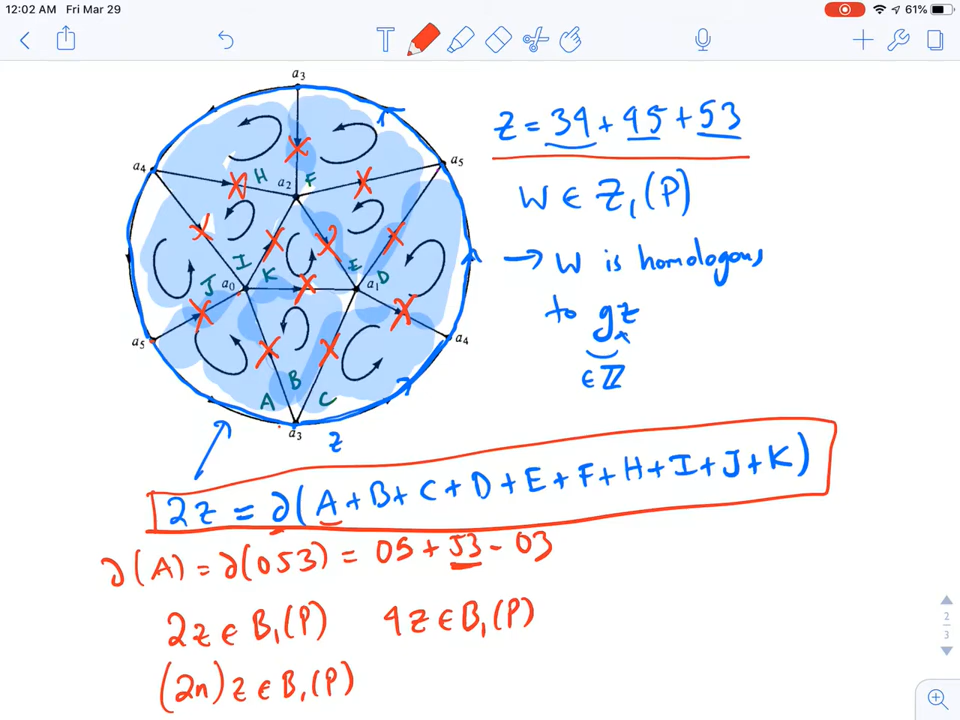 12:02 AM Fri Mar 29
61%
T
a3
z = 34 + 45 + 53
a4
a5
H
a2
F
w ∈ Z₁(P)
I
E
→ w is homologous
J
K
D
a0
a1
to gz
a5
a4
∈ ℤ
B
A
C
a3
z
2z = ∂(A+B+C+D+E+F+H+I+J+K)
∂(A) = ∂(053) = 05 + 53 - 03
2z ∈ B₁(P) 4z ∈ B₁(P)
(2n) z ∈ B₁(P)
2
3